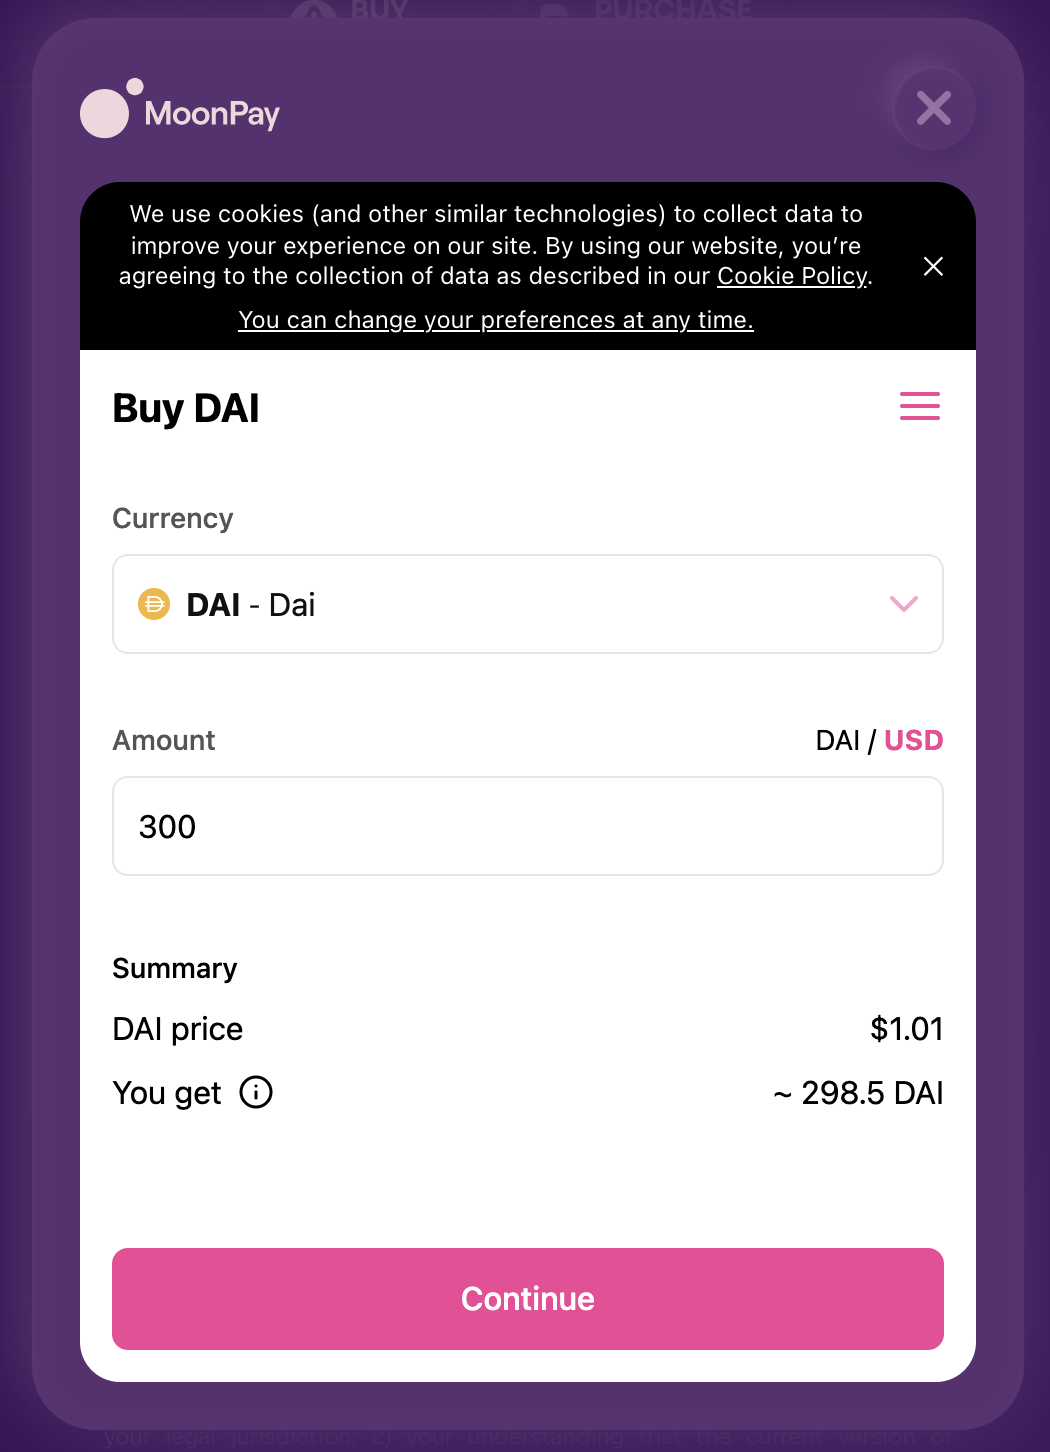 BUY
PURCHASE
MoonPay
We use cookies (and other similar technologies) to collect data to
improve your experience on our site. By using our website, you’re
agreeing to the collection of data as described in our Cookie Policy.
You can change your preferences at any time.
Buy DAI
Currency
DAI - Dai
Amount
DAI / USD
300
Summary
DAI price
$1.01
You get
~ 298.5 DAI
Continue
your legal jurisdiction, 2) your understanding that the current version of